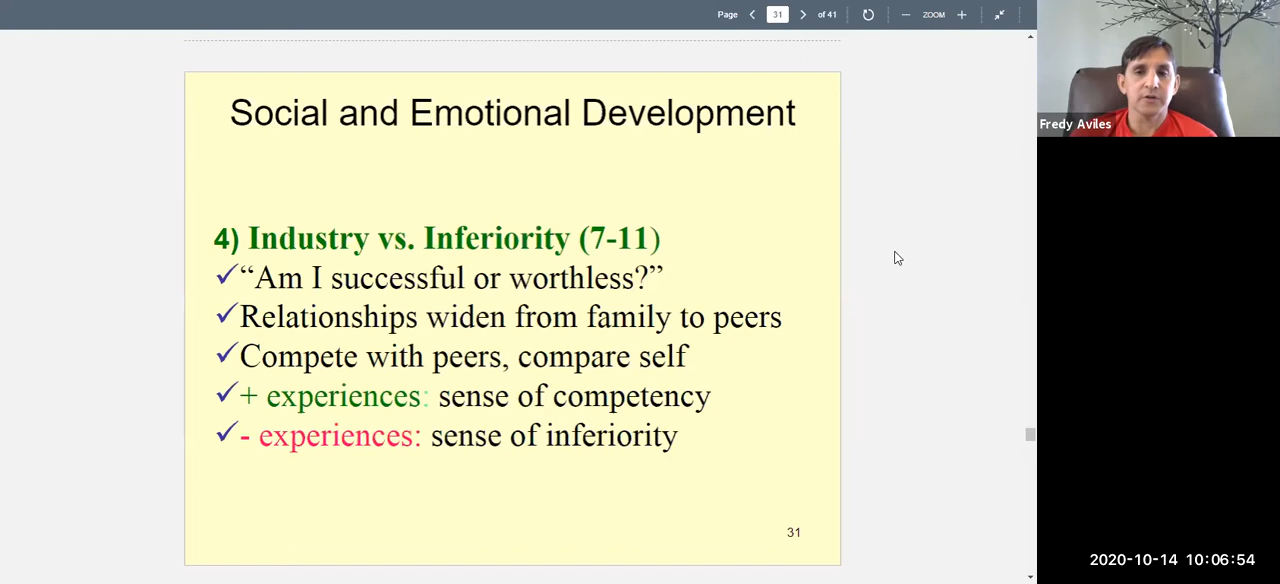 Page 31 of 41 ZOOM
Social and Emotional Development
4) Industry vs. Inferiority (7-11)
“Am I successful or worthless?”
Relationships widen from family to peers
Compete with peers, compare self
+ experiences: sense of competency
- experiences: sense of inferiority
31
Fredy Aviles
2020-10-14 10:06:54